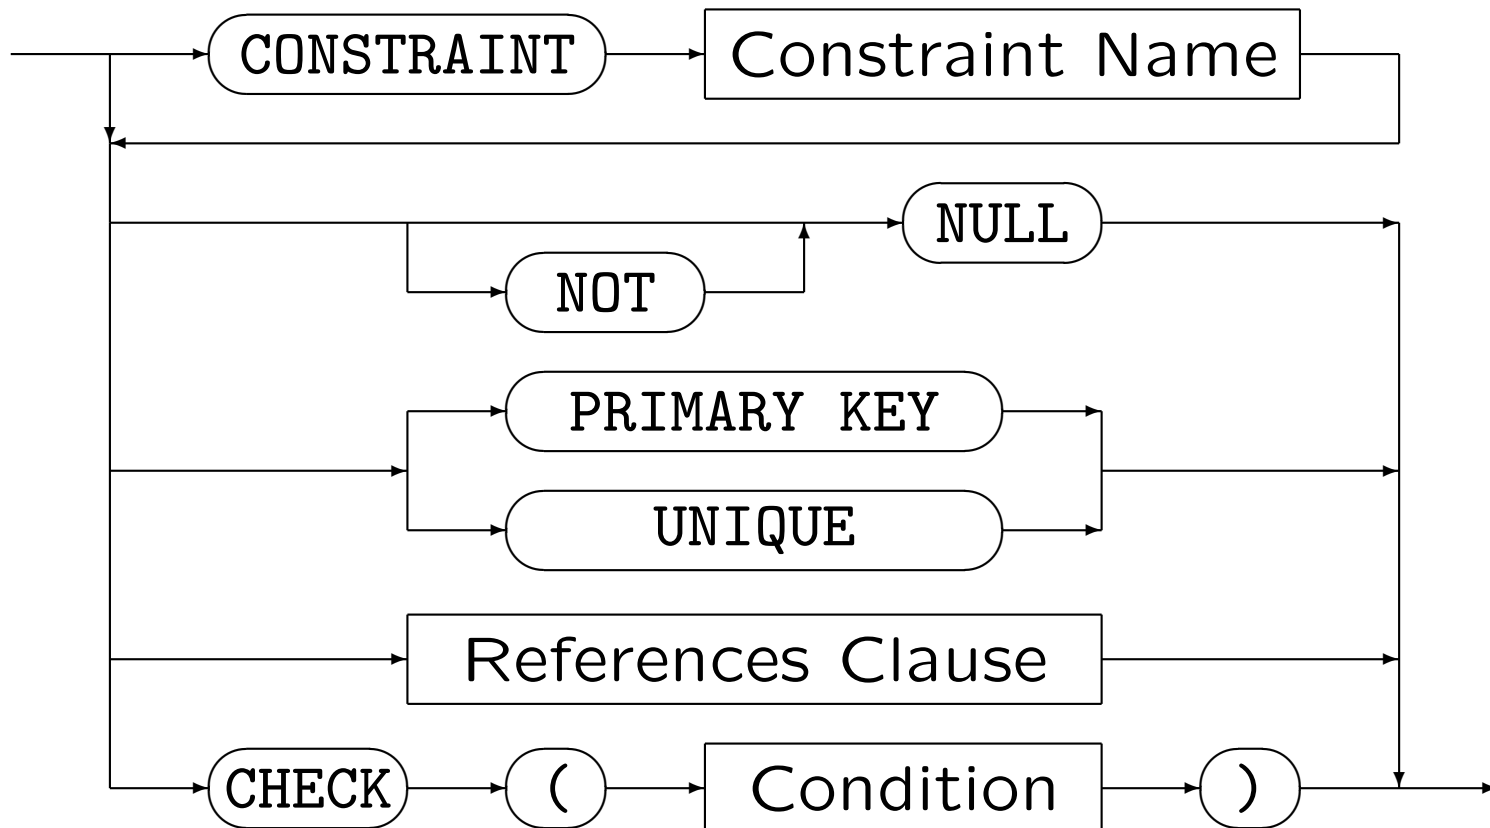 CONSTRAINT Constraint Name
NULL
NOT
PRIMARY KEY
UNIQUE
References Clause
CHECK ( Condition )